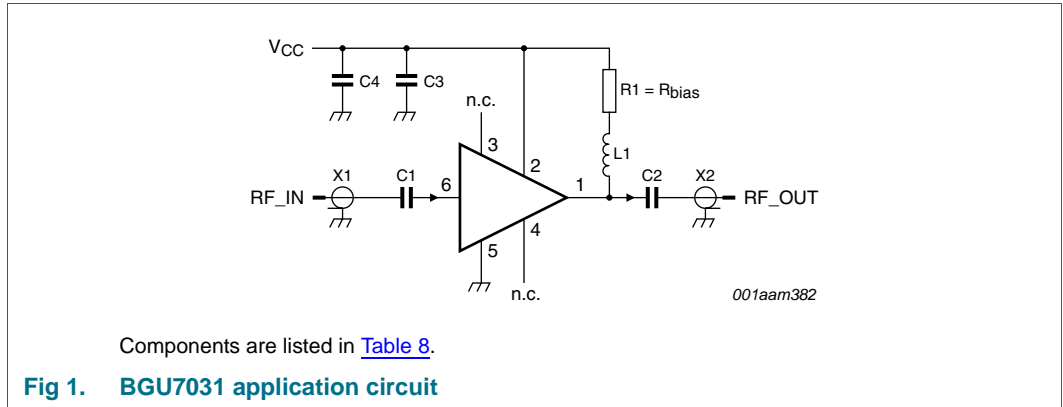 VCC
C4
C3
R1 = Rbias
n.c.
3
L1
2
X1
C1
C2
X2
RF_IN
6
1
RF_OUT
4
5
n.c.
001aam382
Components are listed in Table 8.
Fig 1. BGU7031 application circuit